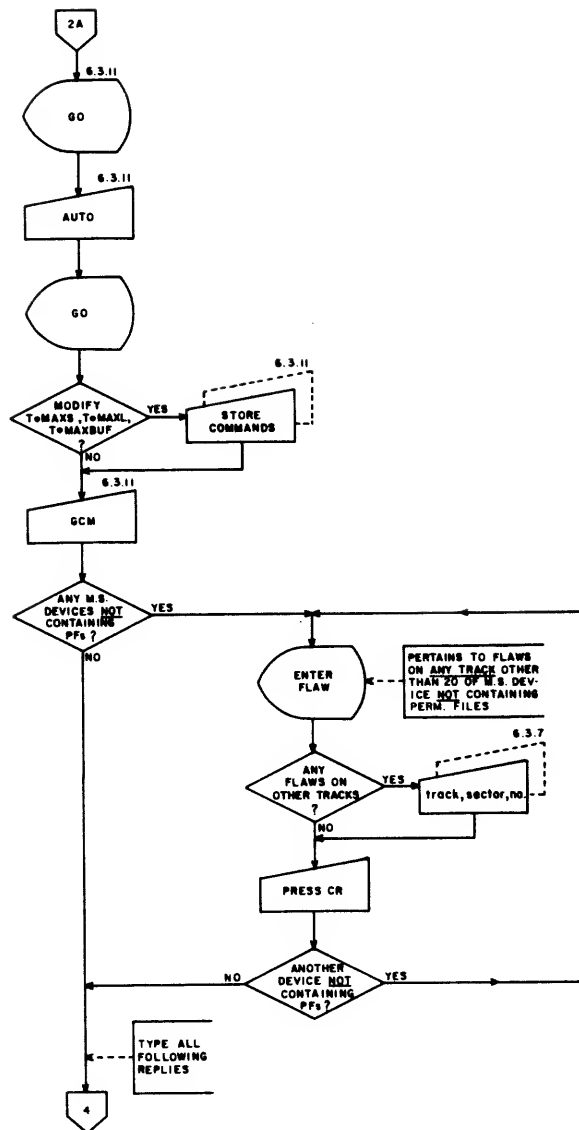 2A
6.3.11
GO
6.3.11
AUTO
GO
MODIFY
T*MAXS,T*MAXL,
T*MAXBUF
?
YES
NO
6.3.11
STORE
COMMANDS
6.3.11
GCM
ANY M.S.
DEVICES NOT
CONTAINING
PFs ?
YES
NO
ENTER
FLAW
PERTAINS TO FLAWS
ON ANY TRACK OTHER
THAN 20 OF M.S. DEV-
ICE NOT CONTAINING
PERM. FILES
ANY
FLAWS ON
OTHER TRACKS
?
YES
NO
6.3.7
track,sector,no.
PRESS CR
ANOTHER
DEVICE NOT
CONTAINING
PFs?
NO
YES
TYPE ALL
FOLLOWING
REPLIES
4